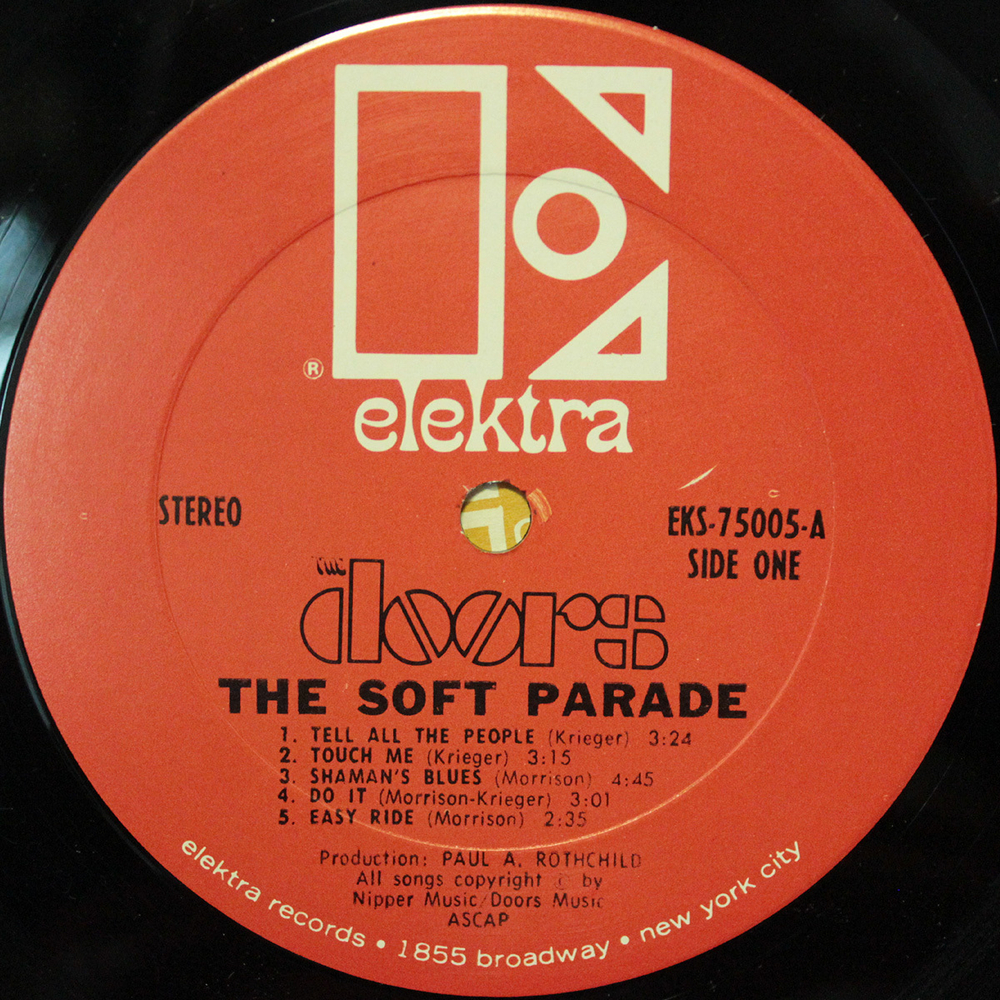 ®
elektra
STEREO
EKS-75005-A
SIDE ONE
THE
doors
THE SOFT PARADE
1. TELL ALL THE PEOPLE (Krieger) 3:24
2. TOUCH ME (Krieger) 3:15
3. SHAMAN'S BLUES (Morrison) 4:45
4. DO IT (Morrison-Krieger) 3:01
5. EASY RIDE (Morrison) 2:35
Production: PAUL A. ROTHCHILD
All songs copyright © by
Nipper Music/Doors Music
ASCAP
elektra records • 1855 broadway • new york city